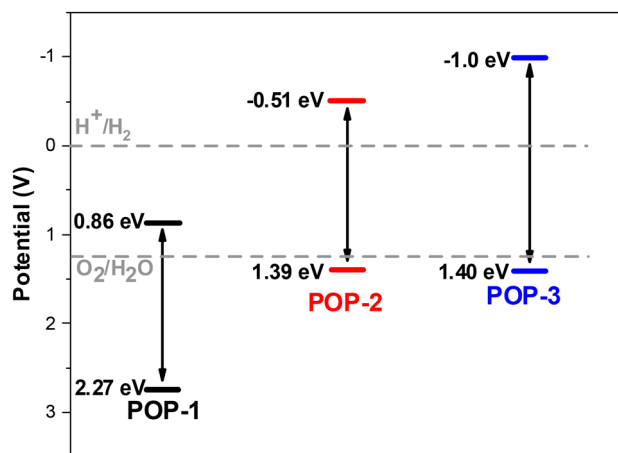 -1
-1.0 eV
-0.51 eV
H⁺/H₂
0
Potential (V)
0.86 eV
1
O₂/H₂O
1.39 eV
1.40 eV
POP-2
POP-3
2
2.27 eV
POP-1
3